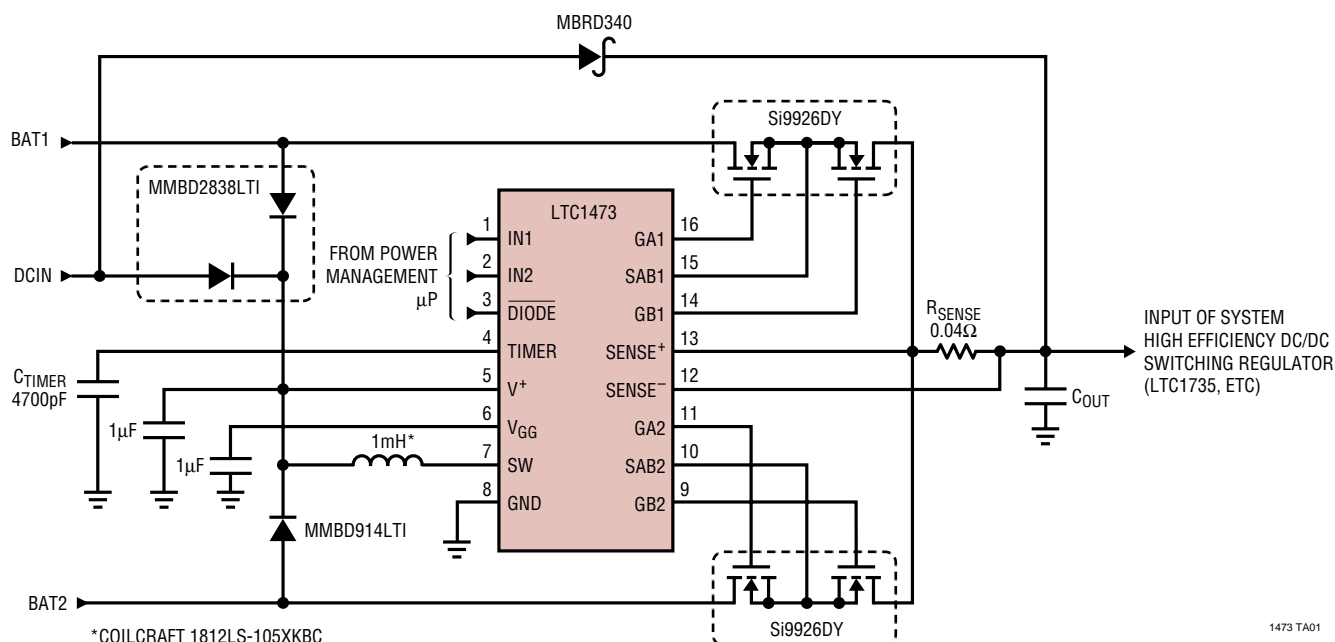 MBRD340
Si9926DY
BAT1
MMBD2838LTI
LTC1473
1 IN1
GA1 16
FROM POWER
MANAGEMENT
µP
2 IN2
SAB1 15
DCIN
3 DIODE
GB1 14
RSENSE
0.04Ω
4 TIMER
SENSE+ 13
INPUT OF SYSTEM
HIGH EFFICIENCY DC/DC
SWITCHING REGULATOR
(LTC1735, ETC)
CTIMER
4700pF
5 V+
SENSE– 12
COUT
1µF
6 VGG
GA2 11
1µF
1mH*
7 SW
SAB2 10
8 GND
GB2 9
MMBD914LTI
BAT2
Si9926DY
*COILCRAFT 1812LS-105XKBC
1473 TA01